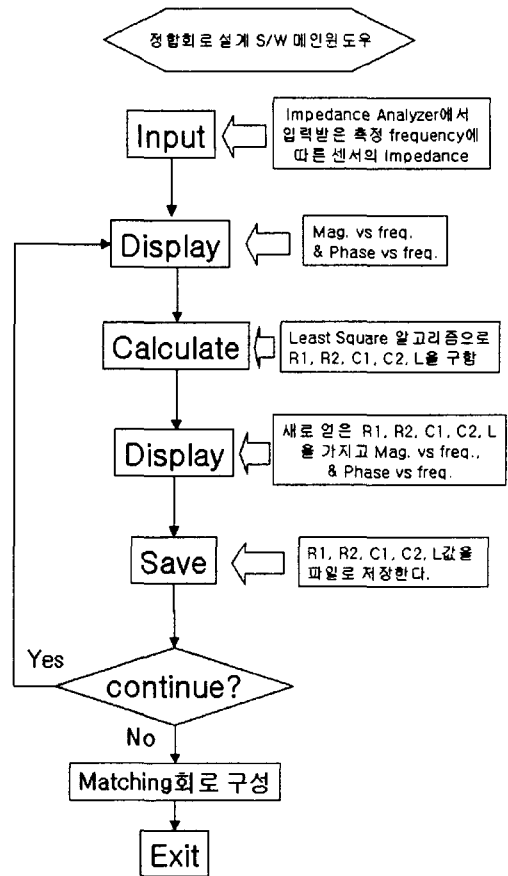 정합회로 설계 S/W 메인윈도우
Input
Impedance Analyzer에서
입력받은 측정 frequency에
따른 센서의 Impedance
Display
Mag. vs freq.
& Phase vs freq.
Calculate
Least Square 알고리즘으로
R1, R2, C1, C2, L을 구함
Display
새로 얻은 R1, R2, C1, C2, L
을 가지고 Mag. vs freq.,
& Phase vs freq.
Save
R1, R2, C1, C2, L값을
파일로 저장한다.
Yes
continue?
No
Matching회로 구성
Exit